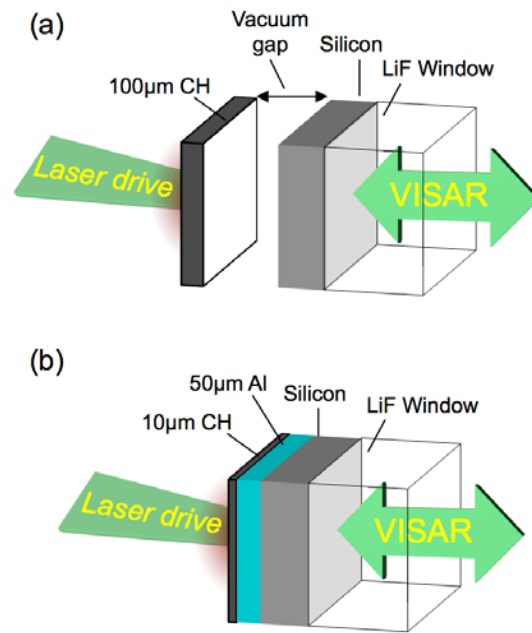 (a)
Vacuum
gap
Silicon
LiF Window
100µm CH
Laser drive
VISAR
(b)
50µm Al
Silicon
10µm CH
LiF Window
Laser drive
VISAR